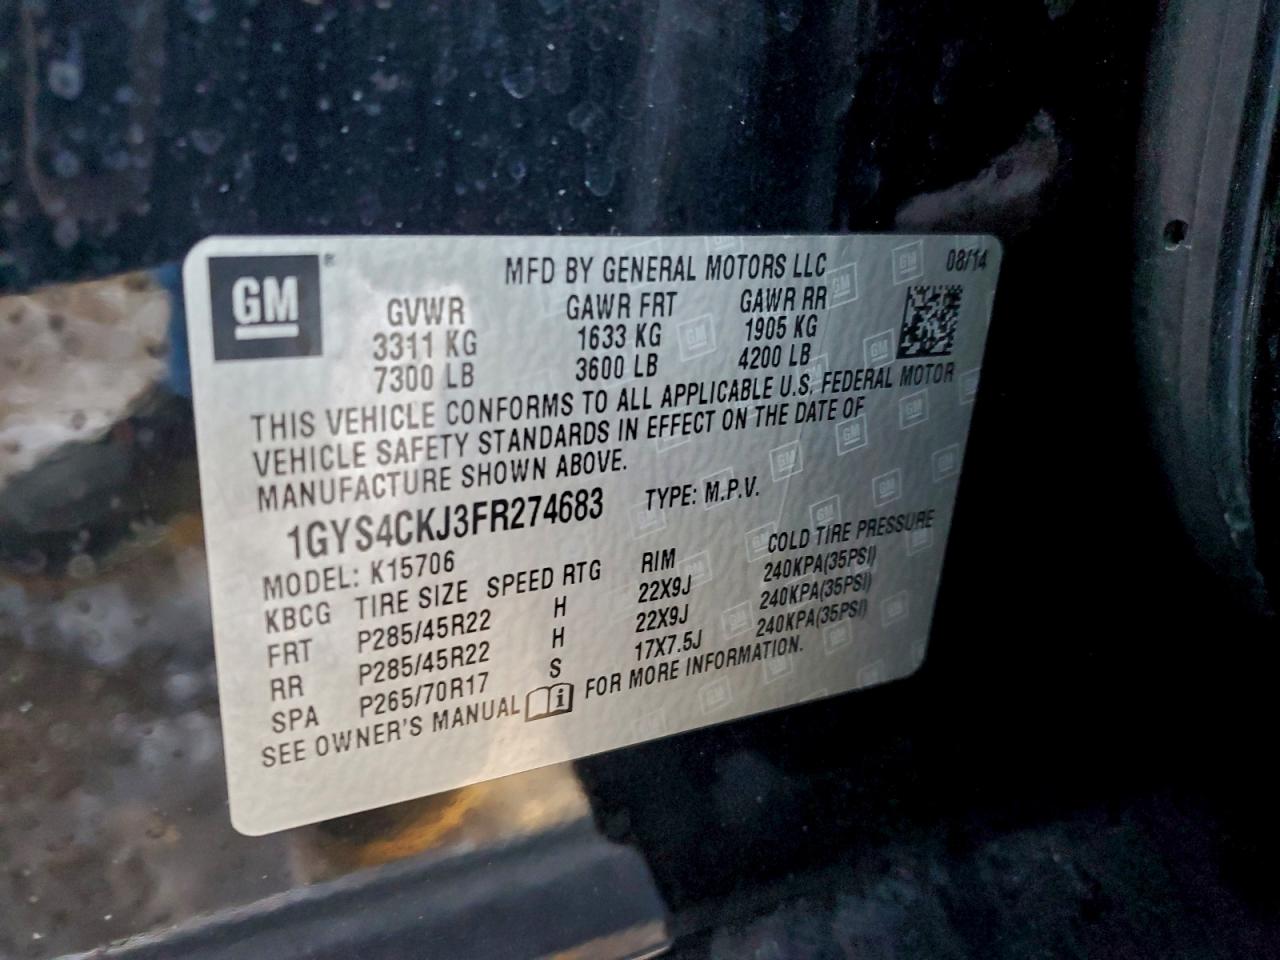 GM® MFD BY GENERAL MOTORS LLC 08/14
GVWR GAWR FRT GAWR RR
3311 KG 1633 KG 1905 KG
7300 LB 3600 LB 4200 LB
THIS VEHICLE CONFORMS TO ALL APPLICABLE U.S. FEDERAL MOTOR
VEHICLE SAFETY STANDARDS IN EFFECT ON THE DATE OF
MANUFACTURE SHOWN ABOVE.
1GYS4CKJ3FR274683 TYPE: M.P.V.
MODEL: K15706
KBCG TIRE SIZE SPEED RTG RIM COLD TIRE PRESSURE
FRT P285/45R22 H 22X9J 240KPA(35PSI)
RR P285/45R22 H 22X9J 240KPA(35PSI)
SPA P265/70R17 S 17X7.5J 240KPA(35PSI)
SEE OWNER'S MANUAL i FOR MORE INFORMATION.